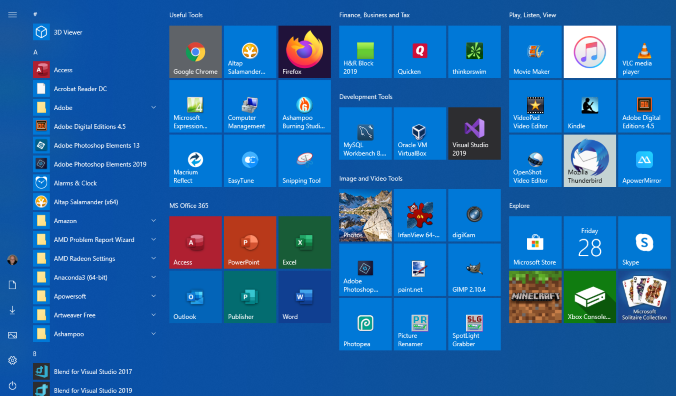 #
3D Viewer
A
Access
Acrobat Reader DC
Adobe
Adobe Digital Editions 4.5
Adobe Photoshop Elements 13
Adobe Photoshop Elements 2019
Alarms & Clock
Altap Salamander (x64)
Amazon
AMD Problem Report Wizard
AMD Radeon Settings
Anaconda3 (64-bit)
Apowersoft
Artweaver Free
Ashampoo
B
Blend for Visual Studio 2017
Blend for Visual Studio 2019
Useful Tools
Google Chrome
Altap
Salamander...
Firefox
Microsoft
Expression...
Computer
Management
Ashampoo
Burning Studi...
Macrium
Reflect
EasyTune
Snipping Tool
MS Office 365
Access
PowerPoint
Excel
Outlook
Publisher
Word
Finance, Business and Tax
H&R Block
2019
Quicken
thinkorswim
Development Tools
MySQL
Workbench 8....
Oracle VM
VirtualBox
Visual Studio
2019
Image and Video Tools
Photos
IrfanView 64-...
digiKam
Adobe
Photoshop...
paint.net
GIMP 2.10.4
Photopea
Picture
Renamer
SpotLight
Grabber
Play, Listen, View
Movie Maker
VLC media
player
VideoPad
Video Editor
Kindle
Adobe Digital
Editions 4.5
OpenShot
Video Editor
Mozilla
Thunderbird
ApowerMirror
Explore
Microsoft Store
Friday
28
Skype
MINECRAFT
Xbox Console...
Microsoft
Solitaire Collection